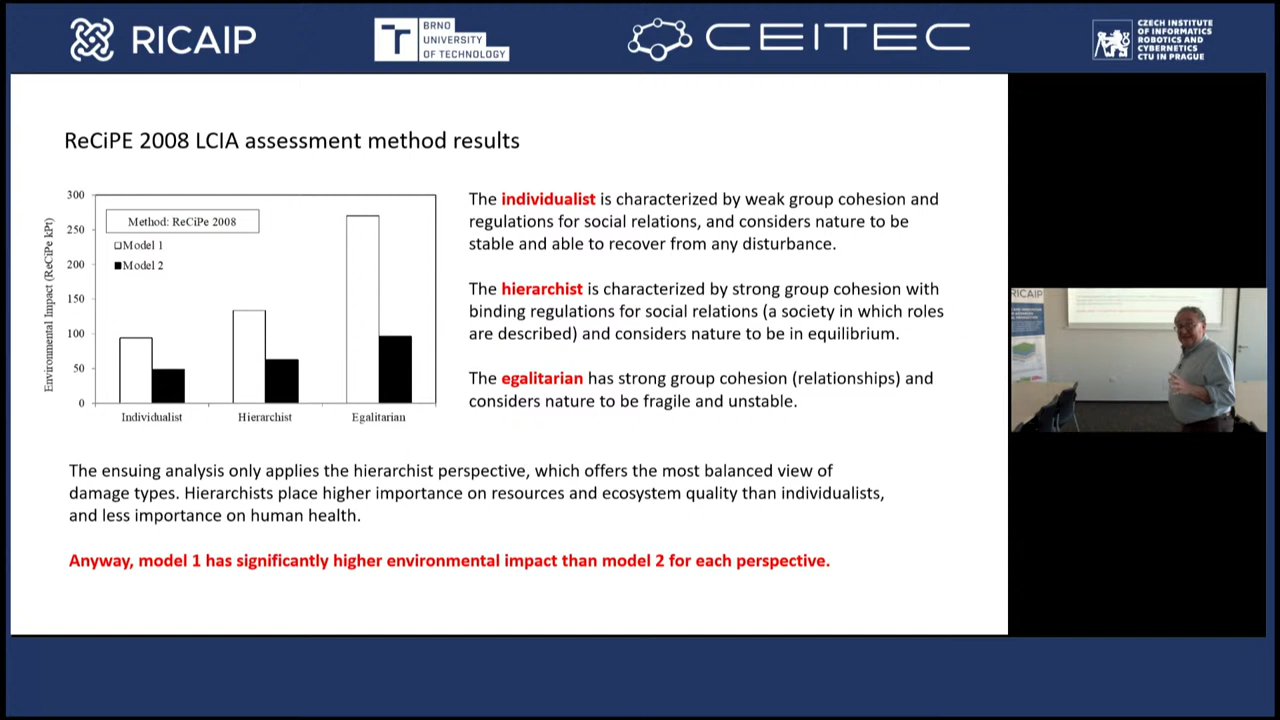 RICAIP
BRNO
UNIVERSITY
OF TECHNOLOGY
CEITEC
CZECH INSTITUTE
OF INFORMATICS
ROBOTICS AND
CYBERNETICS
CTU IN PRAGUE
ReCiPE 2008 LCIA assessment method results
Environmental Impact (ReCiPe kPt)
300
250
200
150
100
50
0
Method: ReCiPe 2008
Model 1
Model 2
Individualist
Hierarchist
Egalitarian
The individualist is characterized by weak group cohesion and
regulations for social relations, and considers nature to be
stable and able to recover from any disturbance.
The hierarchist is characterized by strong group cohesion with
binding regulations for social relations (a society in which roles
are described) and considers nature to be in equilibrium.
The egalitarian has strong group cohesion (relationships) and
considers nature to be fragile and unstable.
The ensuing analysis only applies the hierarchist perspective, which offers the most balanced view of
damage types. Hierarchists place higher importance on resources and ecosystem quality than individualists,
and less importance on human health.
Anyway, model 1 has significantly higher environmental impact than model 2 for each perspective.
RICAIP